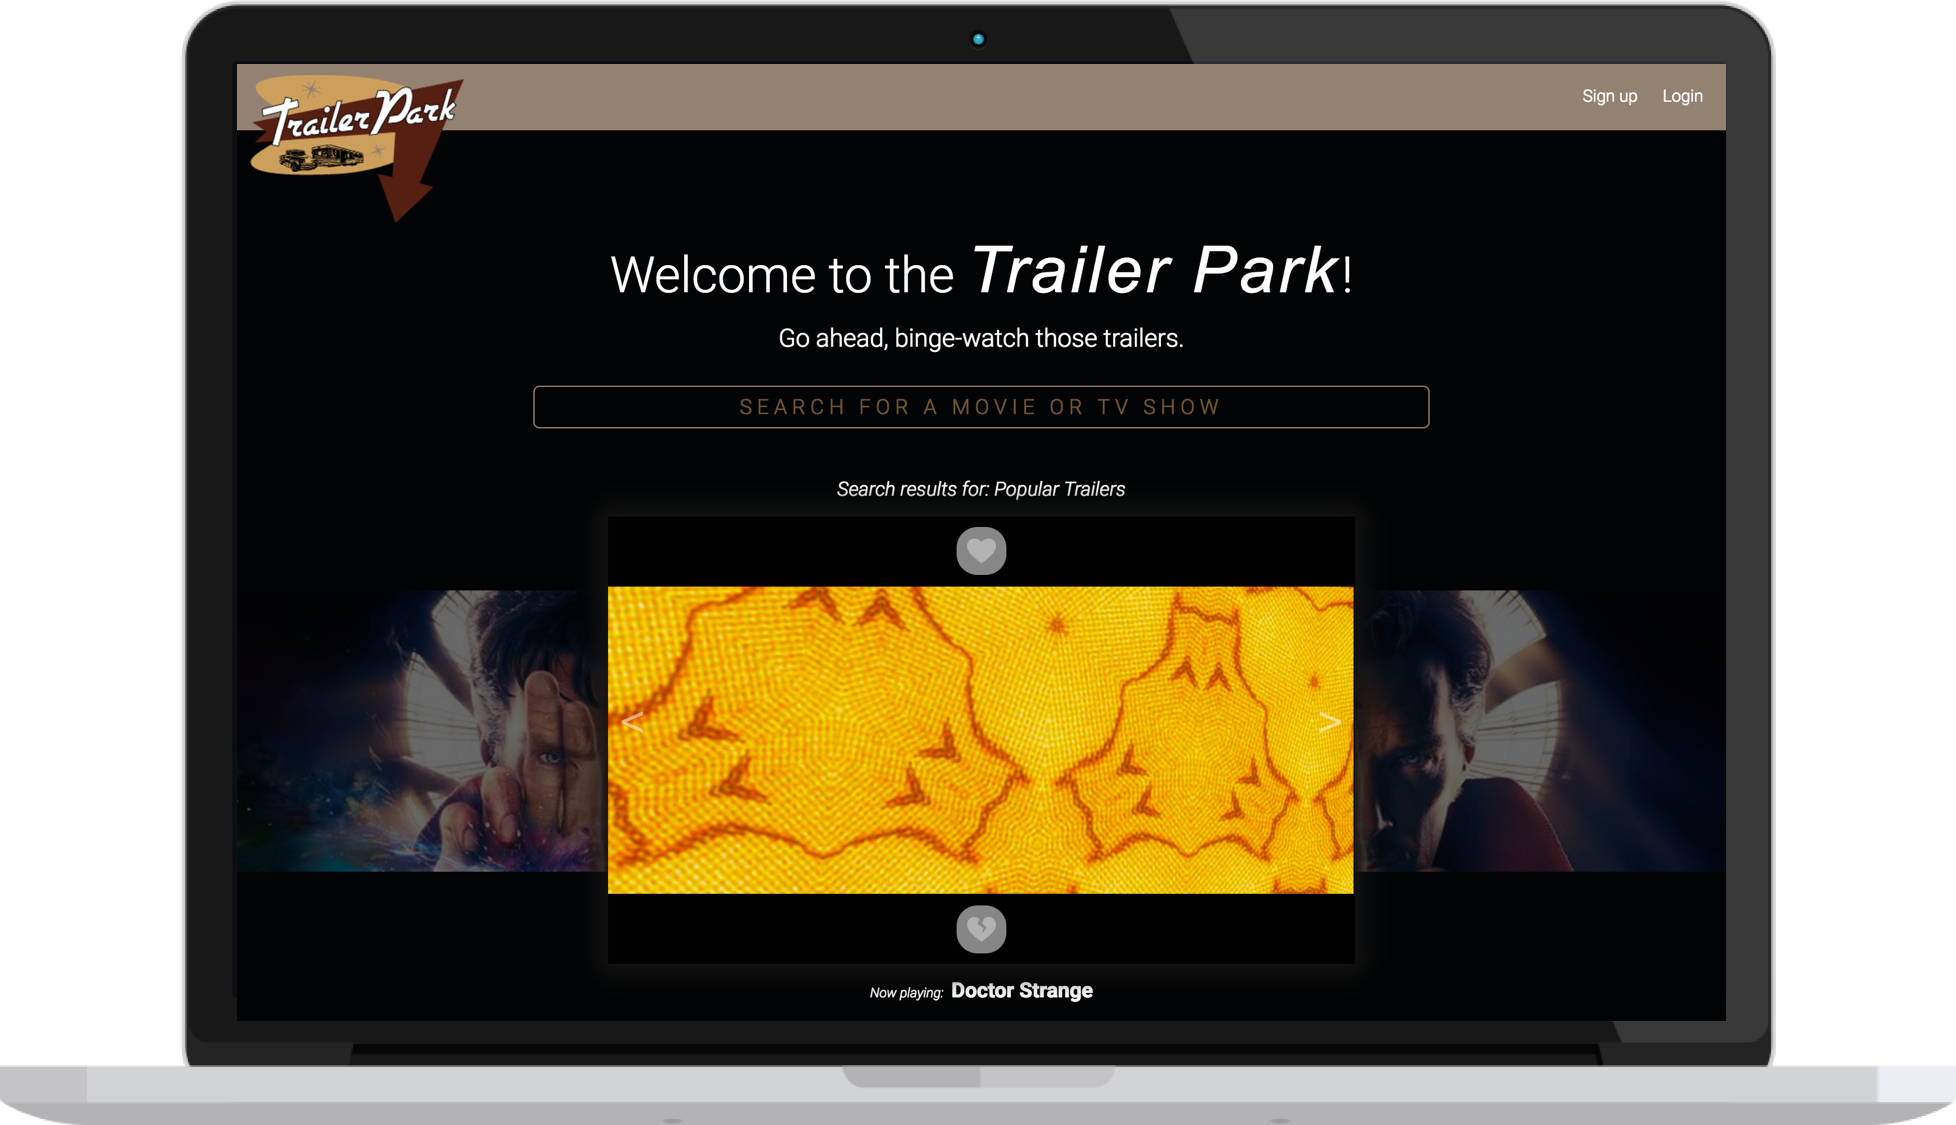 Trailer Park
Sign up Login
Welcome to the Trailer Park!
Go ahead, binge-watch those trailers.
SEARCH FOR A MOVIE OR TV SHOW
Search results for: Popular Trailers
< >
Now playing: Doctor Strange